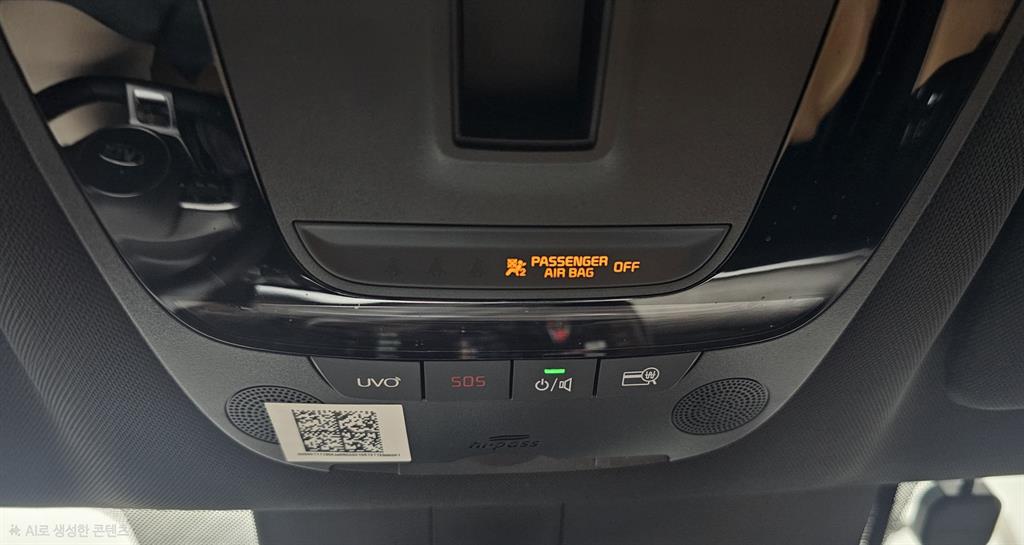 PASSENGER
AIR BAG
OFF
UVO
SOS
hi-pass
AI로 생성한 콘텐츠